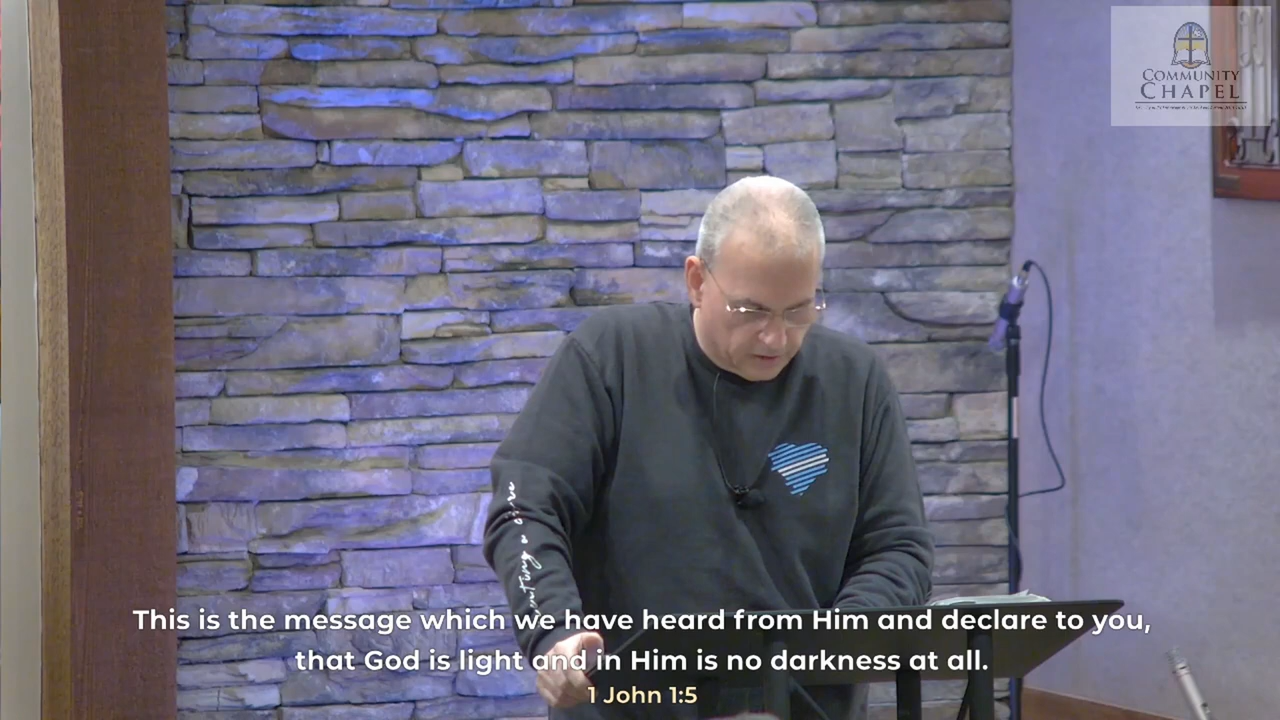 COMMUNITY
CHAPEL
This is the message which we have heard from Him and declare to you,
that God is light and in Him is no darkness at all.
1 John 1:5